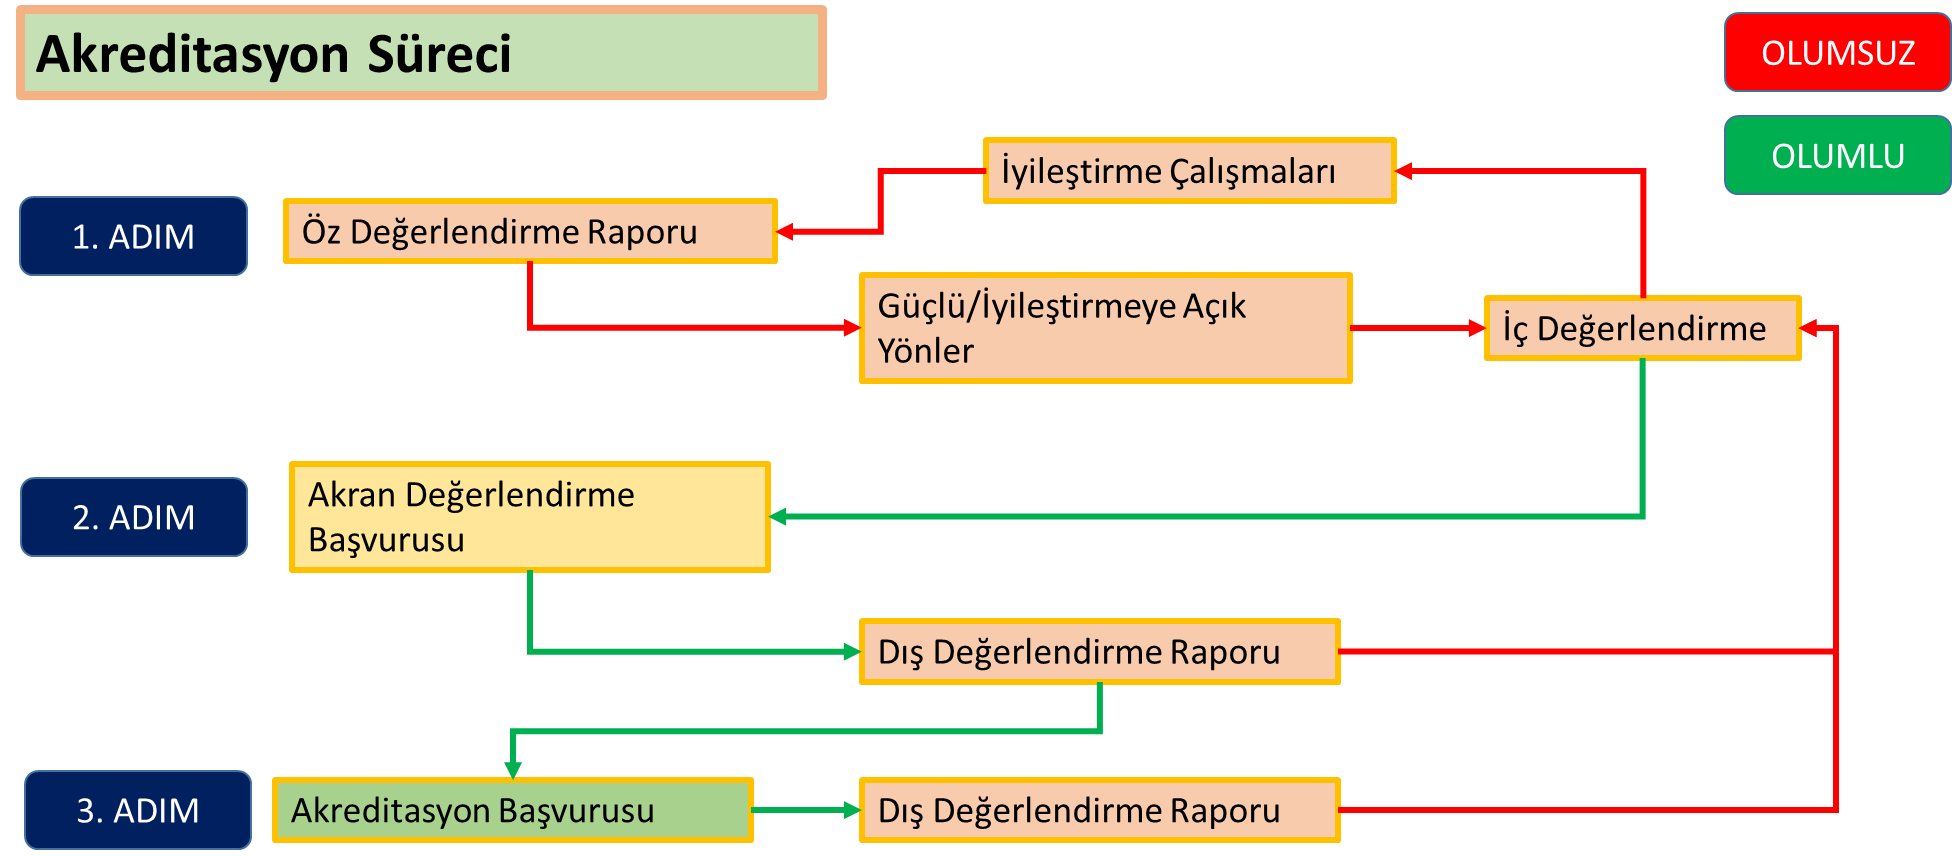 Akreditasyon Süreci
OLUMSUZ
OLUMLU
İyileştirme Çalışmaları
1. ADIM
Öz Değerlendirme Raporu
Güçlü/İyileştirmeye Açık
Yönler
İç Değerlendirme
2. ADIM
Akran Değerlendirme
Başvurusu
Dış Değerlendirme Raporu
3. ADIM
Akreditasyon Başvurusu
Dış Değerlendirme Raporu